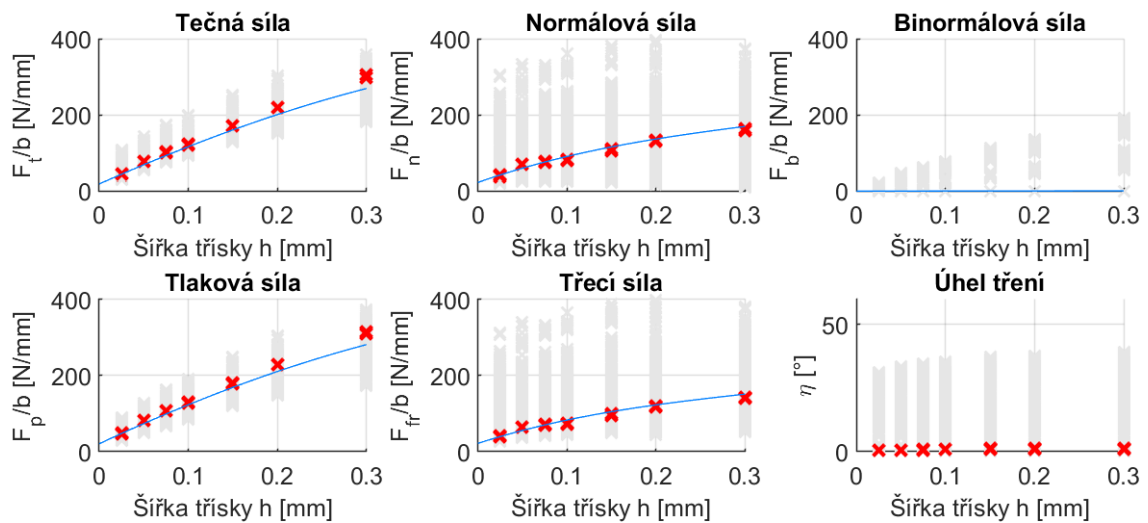 Tečná síla
Normálová síla
Binormálová síla
F_t/b [N/mm]
400
200
0
0 0.1 0.2 0.3
Šířka třísky h [mm]
F_n/b [N/mm]
400
200
0
0 0.1 0.2 0.3
Šířka třísky h [mm]
F_b/b [N/mm]
400
200
0
0 0.1 0.2 0.3
Šířka třísky h [mm]
Tlaková síla
Třecí síla
Úhel tření
F_p/b [N/mm]
400
200
0
0 0.1 0.2 0.3
Šířka třísky h [mm]
F_fr/b [N/mm]
400
200
0
0 0.1 0.2 0.3
Šířka třísky h [mm]
η [°]
50
0
0 0.1 0.2 0.3
Šířka třísky h [mm]